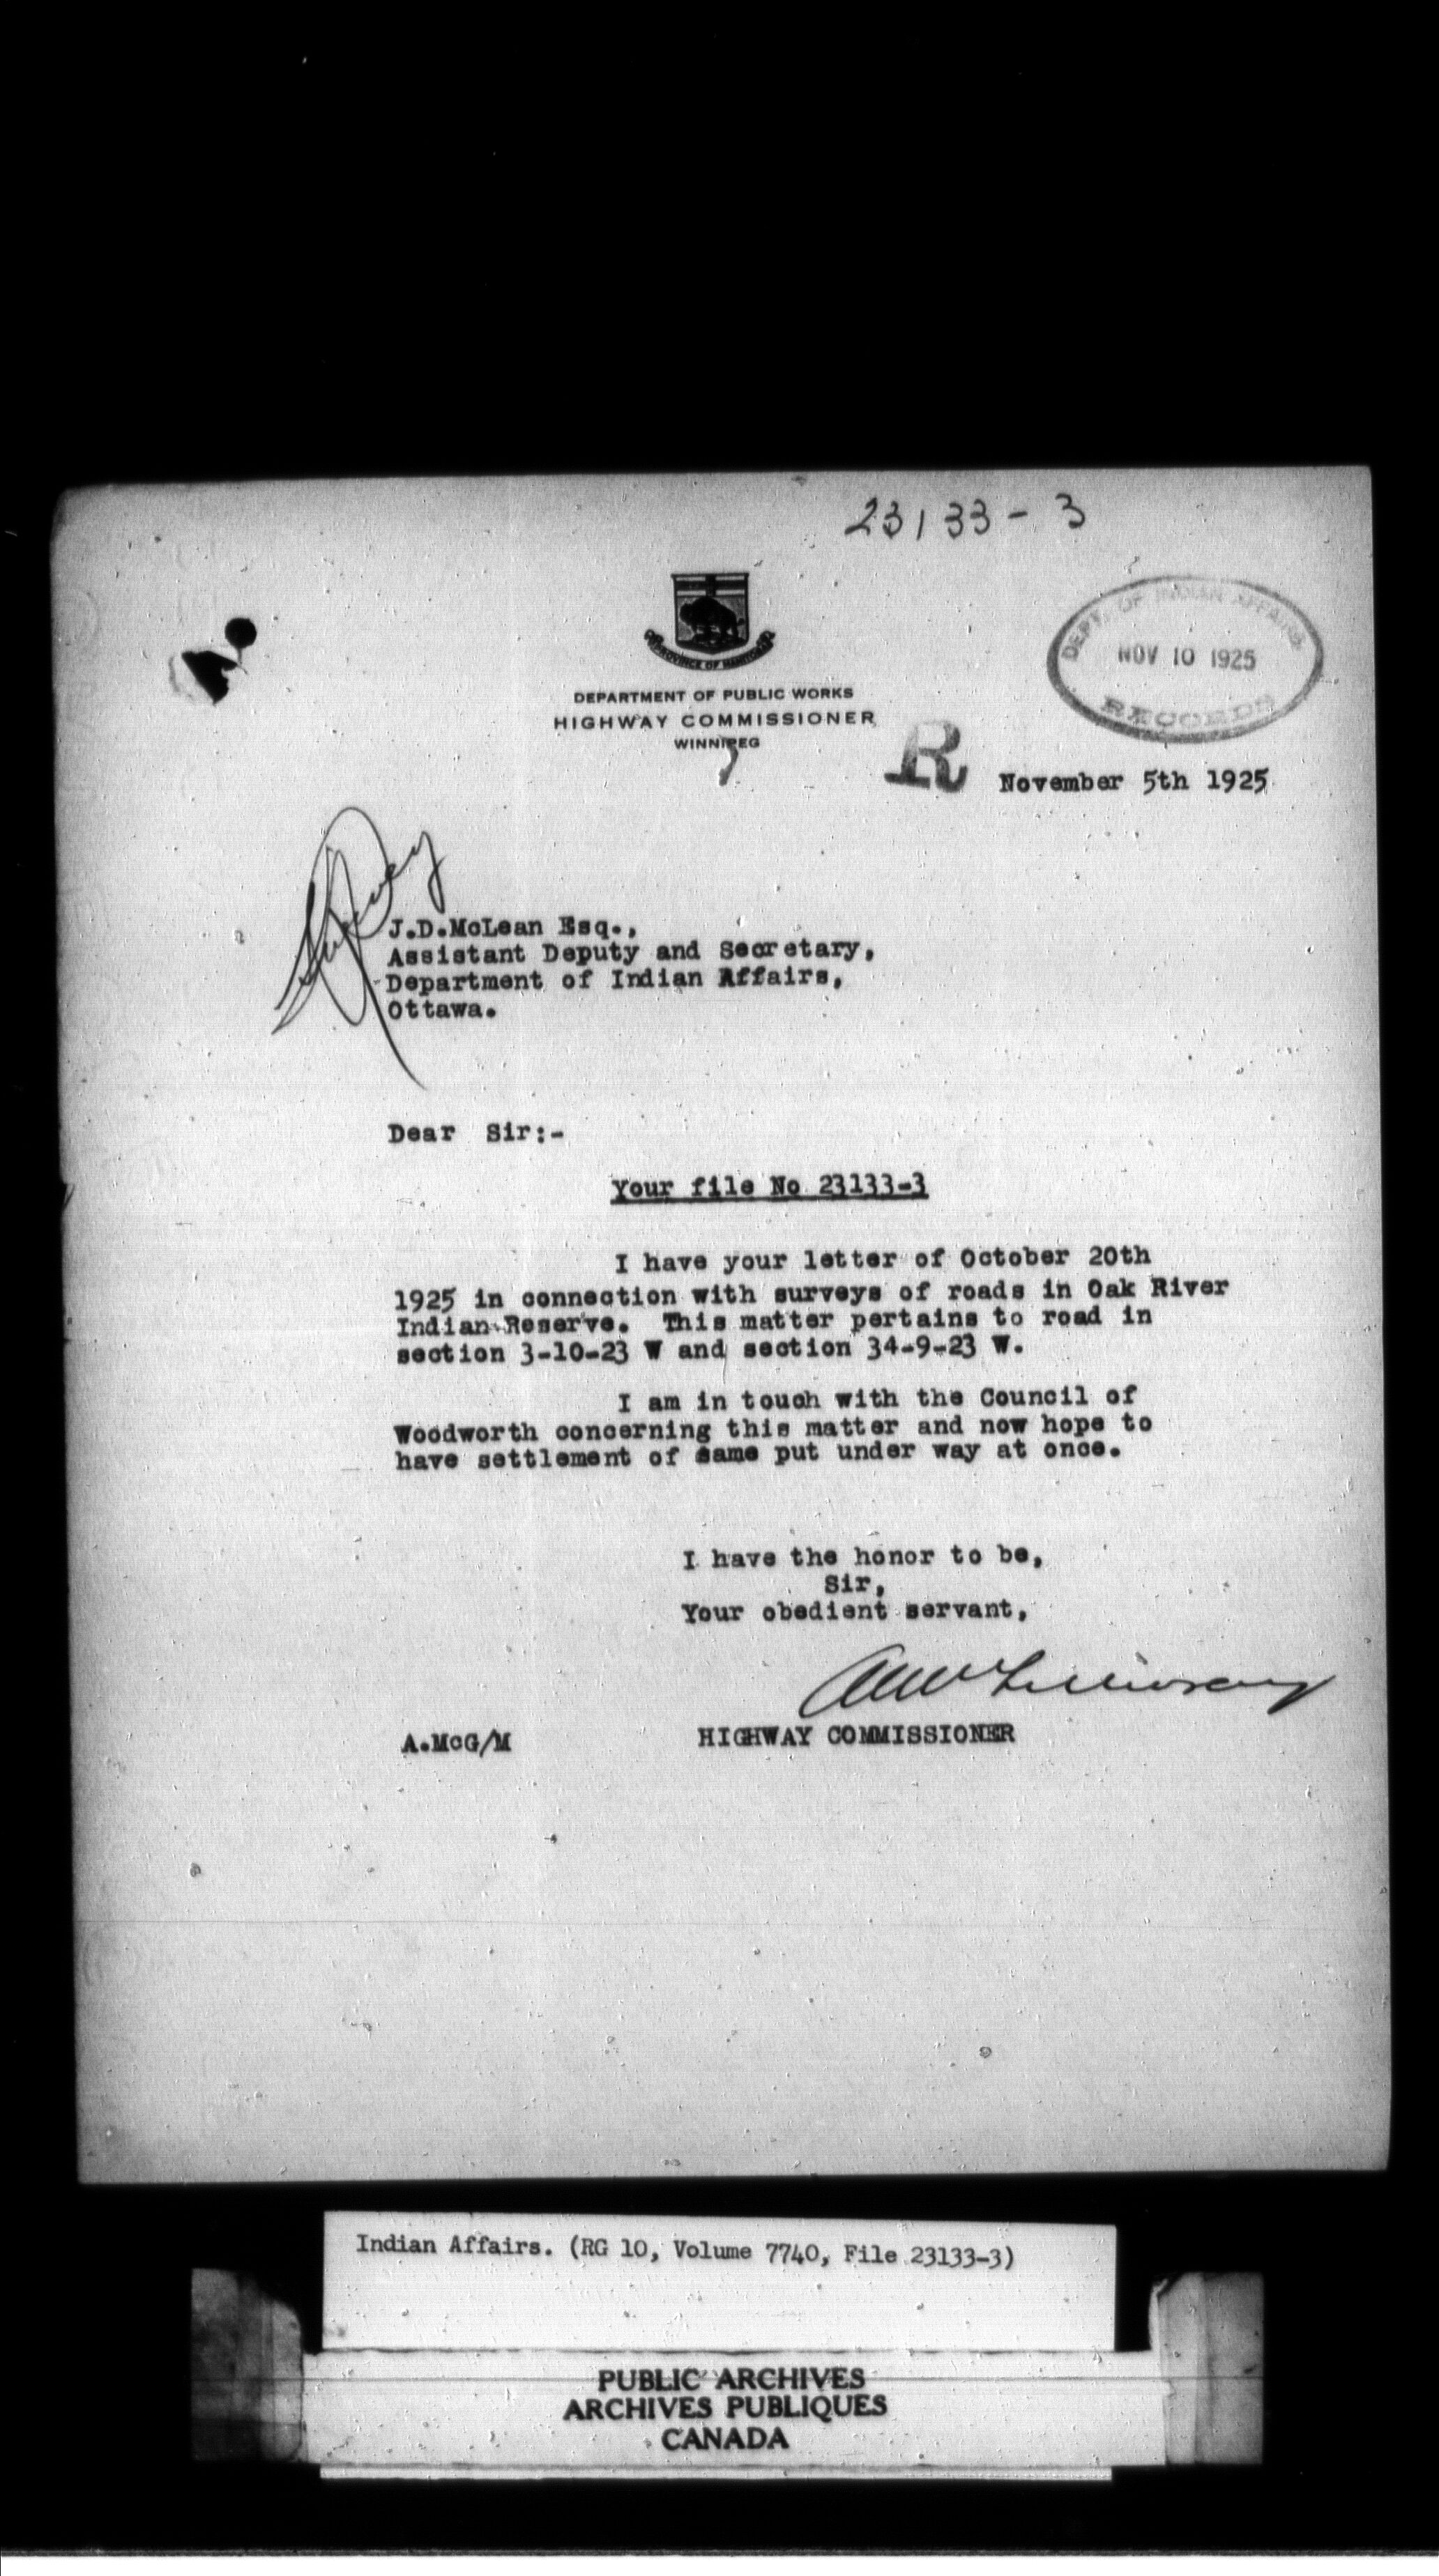 23133-3
PROVINCE OF MANITOBA
DEPT. OF INDIAN AFFAIRS
NOV 10 1925
RECORDS
DEPARTMENT OF PUBLIC WORKS
HIGHWAY COMMISSIONER
WINNIPEG
R
November 5th 1925
Survey
J.D.McLean Esq.,
Assistant Deputy and Secretary,
Department of Indian Affairs,
Ottawa.
Dear Sir:-
Your file No 23133-3
I have your letter of October 20th
1925 in connection with surveys of roads in Oak River
Indian Reserve. This matter pertains to road in
section 3-10-23 W and section 34-9-23 W.
I am in touch with the Council of
Woodworth concerning this matter and now hope to
have settlement of same put under way at once.
I have the honor to be,
Sir,
Your obedient servant,
A.McG/M
HIGHWAY COMMISSIONER
Indian Affairs. (RG 10, Volume 7740, File 23133-3)
PUBLIC ARCHIVES
ARCHIVES PUBLIQUES
CANADA